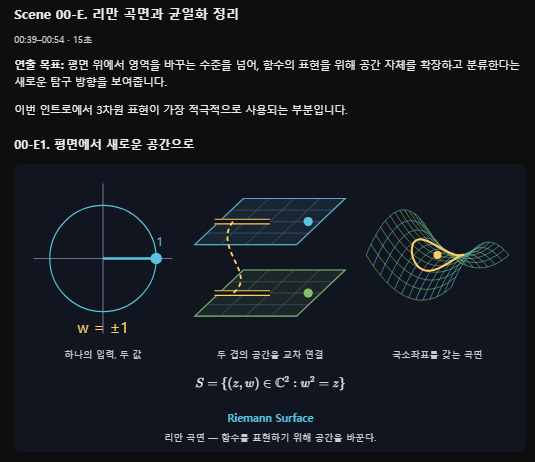 Scene 00-E. 리만 곡면과 균일화 정리
00:39–00:54 · 15초
연출 목표: 평면 위에서 영역을 바꾸는 수준을 넘어, 함수의 표현을 위해 공간 자체를 확장하고 분류한다는
새로운 탐구 방향을 보여줍니다.
이번 인트로에서 3차원 표현이 가장 적극적으로 사용되는 부분입니다.
00-E1. 평면에서 새로운 공간으로
1
w = ±1
하나의 입력, 두 값
두 겹의 공간을 교차 연결
국소좌표를 갖는 곡면
S = {(z, w) ∈ ℂ² : w² = z}
Riemann Surface
리만 곡면 — 함수를 표현하기 위해 공간을 바꾼다.